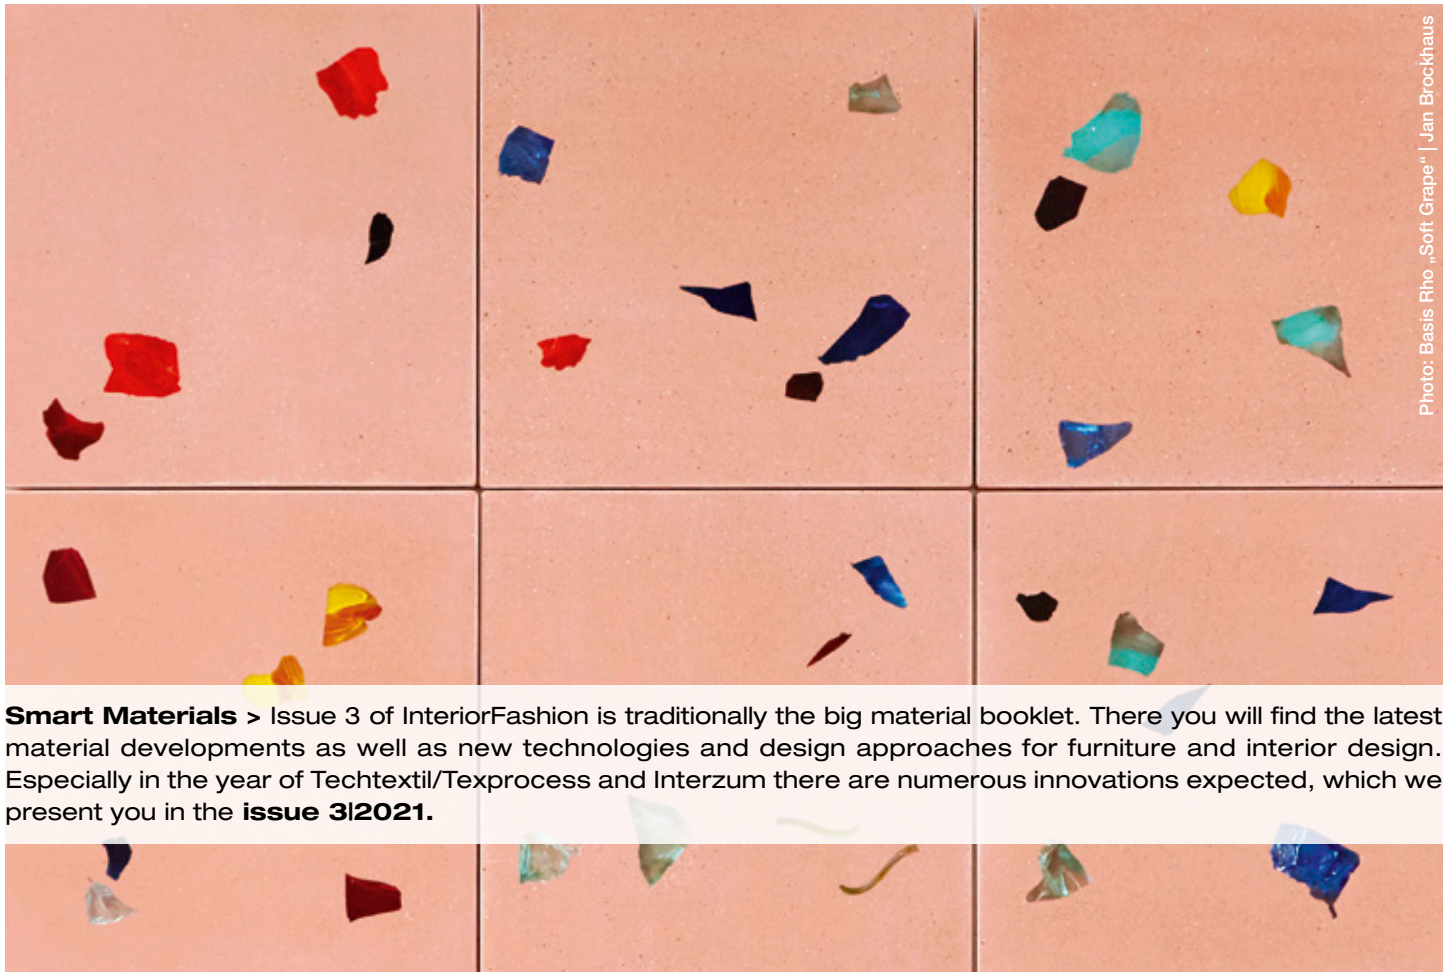 Photo: Basis Rho „Soft Grape“ | Jan Brockhaus
Smart Materials > Issue 3 of InteriorFashion is traditionally the big material booklet. There you will find the latest
material developments as well as new technologies and design approaches for furniture and interior design.
Especially in the year of Techtextil/Texprocess and Interzum there are numerous innovations expected, which we
present you in the issue 3|2021.